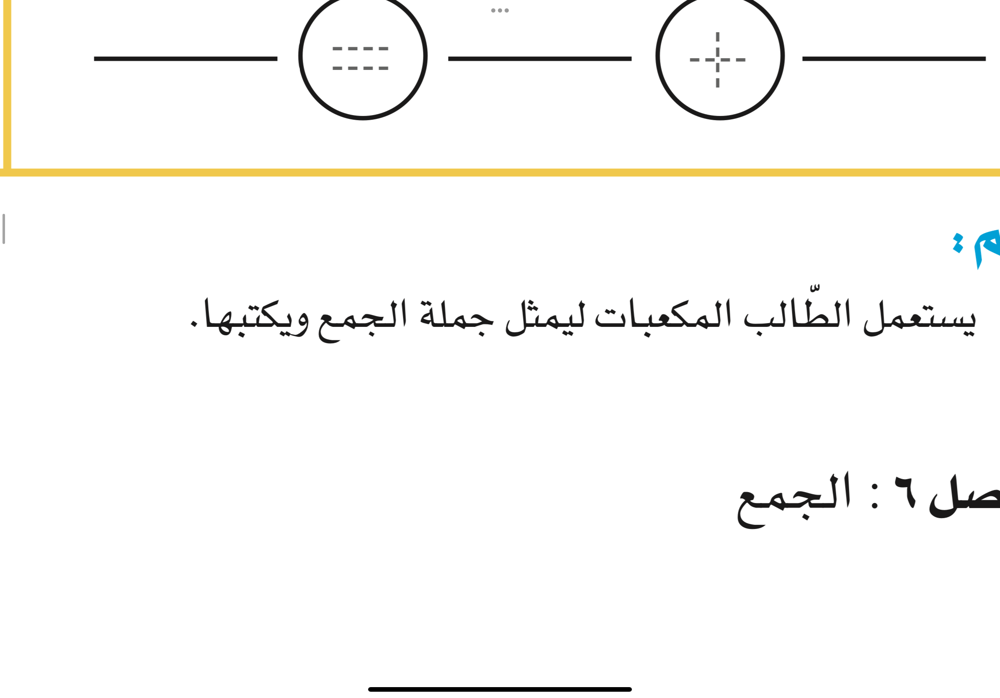 يستعمل الطّالب المكعبات ليمثل جملة الجمع ويكتبها.
٦ : الجمع